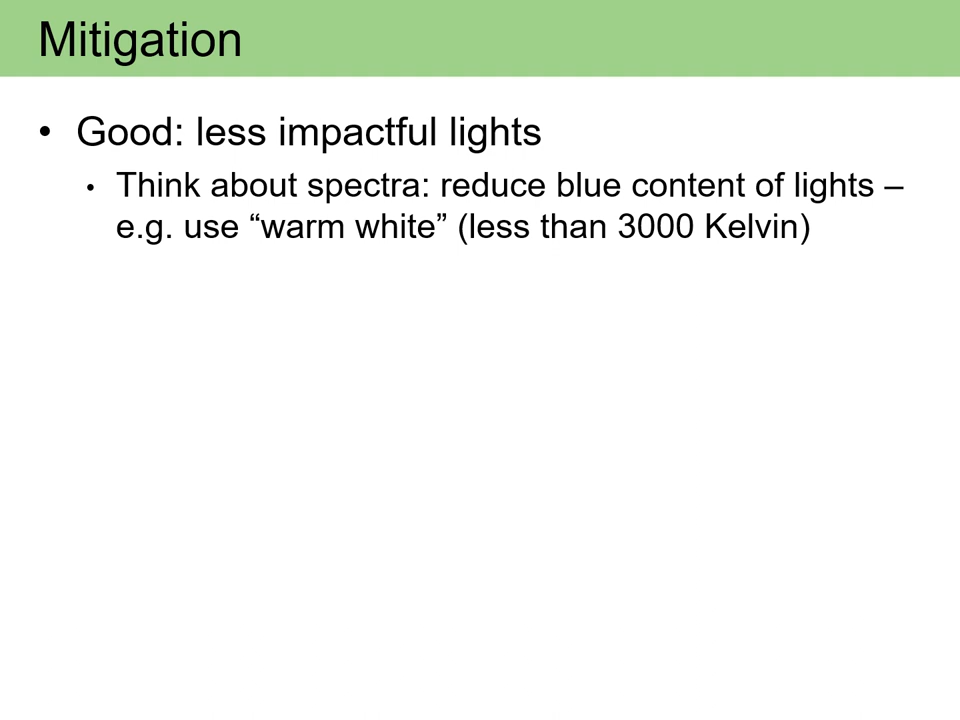 Mitigation
• Good: less impactful lights
• Think about spectra: reduce blue content of lights –
e.g. use “warm white” (less than 3000 Kelvin)